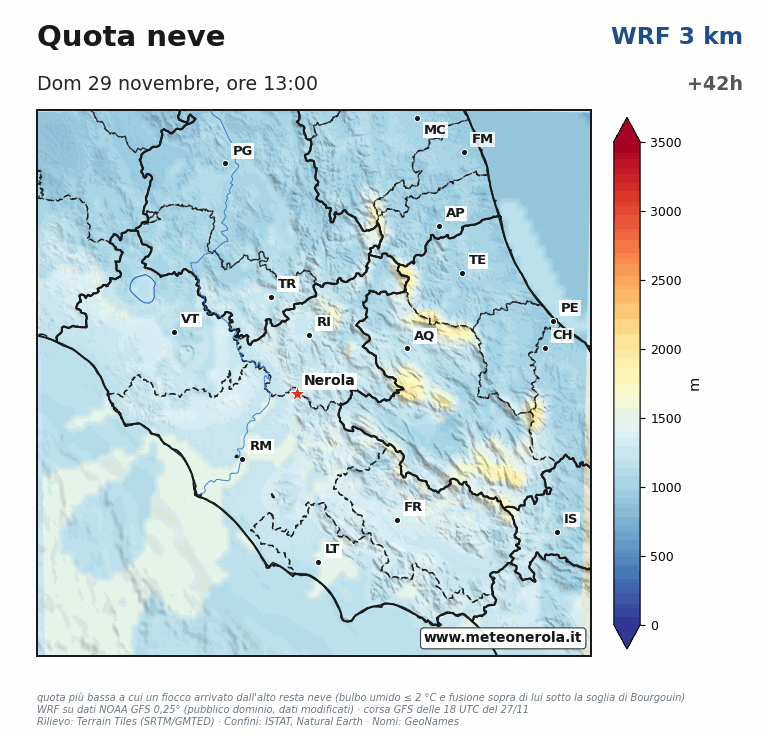 Quota neve
WRF 3 km
Dom 29 novembre, ore 13:00
+42h
MC
FM
PG
AP
TE
TR
PE
VT
RI
AQ
CH
Nerola
RM
FR
IS
LT
www.meteonerola.it
3500
3000
2500
2000
1500
1000
500
0
m
quota più bassa a cui un fiocco arrivato dall'alto resta neve (bulbo umido ≤ 2 °C e fusione sopra di lui sotto la soglia di Bourgouin)
WRF su dati NOAA GFS 0,25° (pubblico dominio, dati modificati) · corsa GFS delle 18 UTC del 27/11
Rilievo: Terrain Tiles (SRTM/GMTED) · Confini: ISTAT, Natural Earth · Nomi: GeoNames